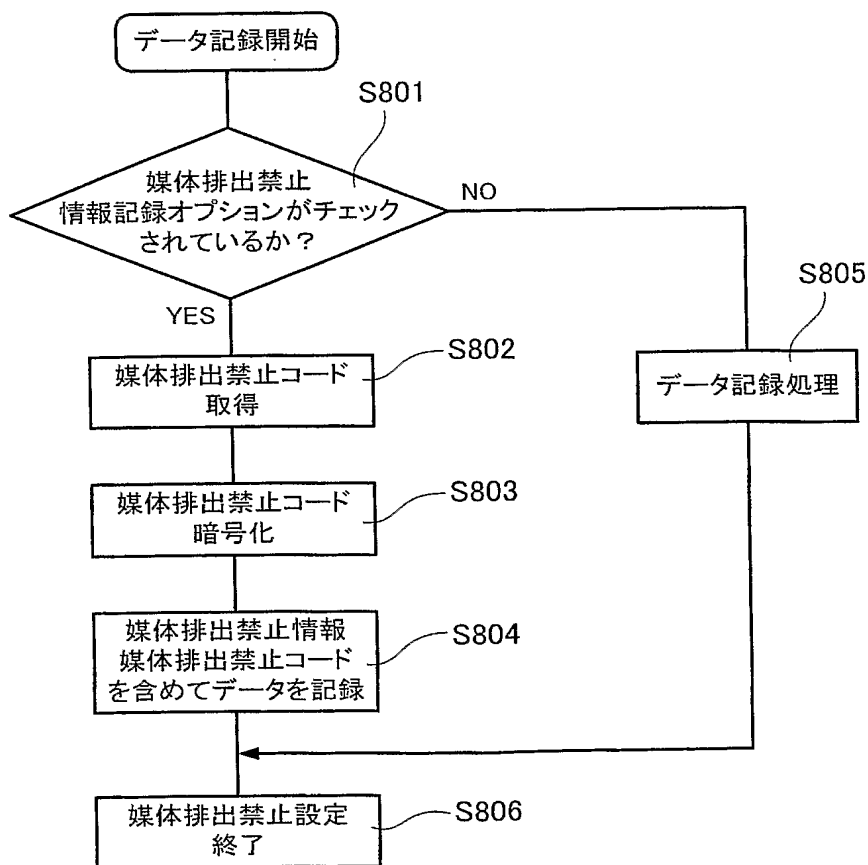 データ記録開始
S801
媒体排出禁止
情報記録オプションがチェック
されているか？
NO
YES
S805
データ記録処理
S802
媒体排出禁止コード
取得
S803
媒体排出禁止コード
暗号化
S804
媒体排出禁止情報
媒体排出禁止コード
を含めてデータを記録
S806
媒体排出禁止設定
終了